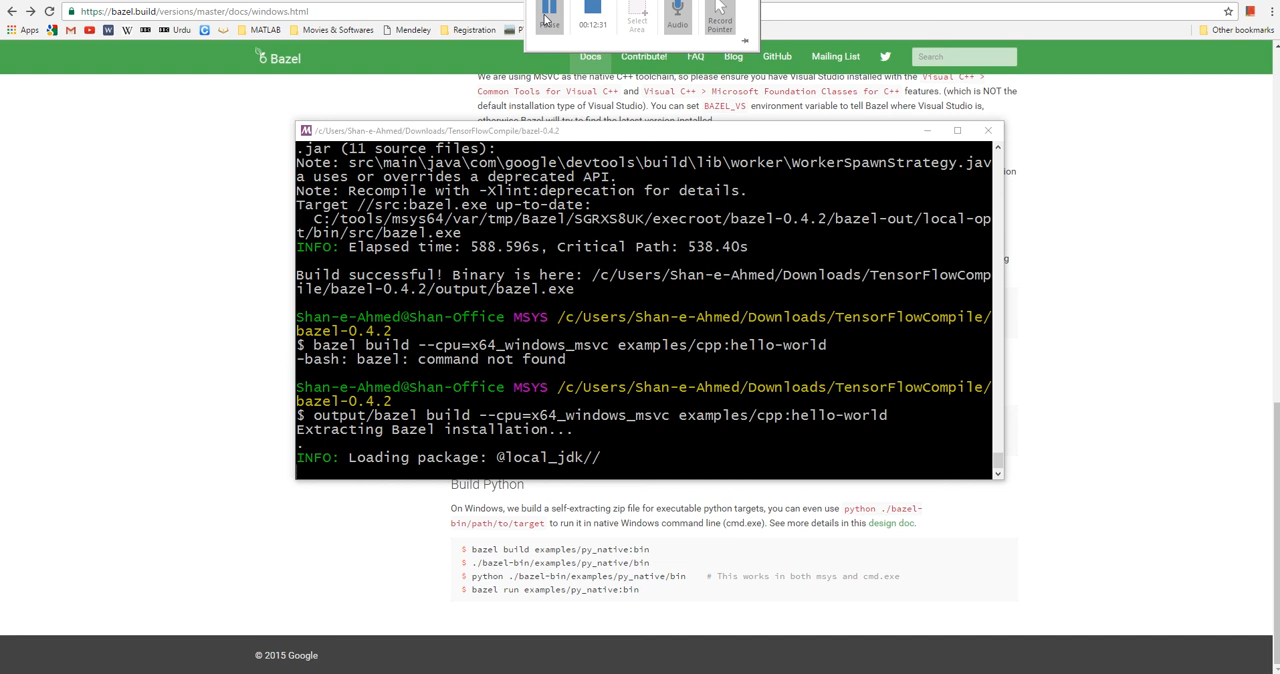 https://bazel.build/versions/master/docs/windows.html
Apps
W
W
Urdu
MATLAB
Movies & Softwares
Mendeley
Registration
Other bookmarks
Pause
00:12:31
Select
Area
Audio
Record
Pointer
Bazel
Docs
Contribute!
FAQ
Blog
GitHub
Mailing List
Search
We are using MSVC as the native C++ toolchain, so please ensure you have Visual Studio installed with the Visual C++ >
Common Tools for Visual C++ and Visual C++ > Microsoft Foundation Classes for C++ features. (which is NOT the
default installation type of Visual Studio). You can set BAZEL_VS environment variable to tell Bazel where Visual Studio is,
/c/Users/Shan-e-Ahmed/Downloads/TensorFlowCompile/bazel-0.4.2
.jar (11 source files):
Note: src\main\java\com\google\devtools\build\lib\worker\WorkerSpawnStrategy.jav
a uses or overrides a deprecated API.
Note: Recompile with -Xlint:deprecation for details.
Target //src:bazel.exe up-to-date:
C:/tools/msys64/var/tmp/Bazel/SGRXS8UK/execroot/bazel-0.4.2/bazel-out/local-op
t/bin/src/bazel.exe
INFO: Elapsed time: 588.596s, Critical Path: 538.40s
Build successful! Binary is here: /c/Users/Shan-e-Ahmed/Downloads/TensorFlowComp
ile/bazel-0.4.2/output/bazel.exe
Shan-e-Ahmed@Shan-Office MSYS /c/Users/Shan-e-Ahmed/Downloads/TensorFlowCompile/
bazel-0.4.2
$ bazel build --cpu=x64_windows_msvc examples/cpp:hello-world
-bash: bazel: command not found
Shan-e-Ahmed@Shan-Office MSYS /c/Users/Shan-e-Ahmed/Downloads/TensorFlowCompile/
bazel-0.4.2
$ output/bazel build --cpu=x64_windows_msvc examples/cpp:hello-world
Extracting Bazel installation...
.
INFO: Loading package: @local_jdk//
Build Python
On Windows, we build a self-extracting zip file for executable python targets, you can even use python ./bazel-
bin/path/to/target to run it in native Windows command line (cmd.exe). See more details in this design doc.
$ bazel build examples/py_native:bin
$ ./bazel-bin/examples/py_native/bin
$ python ./bazel-bin/examples/py_native/bin # This works in both msys and cmd.exe
$ bazel run examples/py_native:bin
© 2015 Google